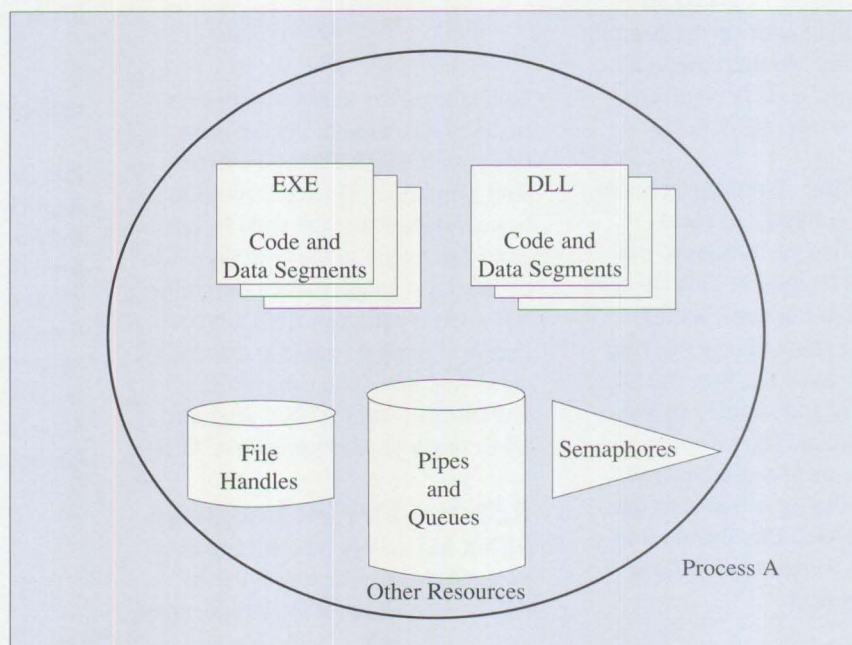 EXE
Code and
Data Segments
DLL
Code and
Data Segments
File
Handles
Pipes
and
Queues
Semaphores
Other Resources
Process A